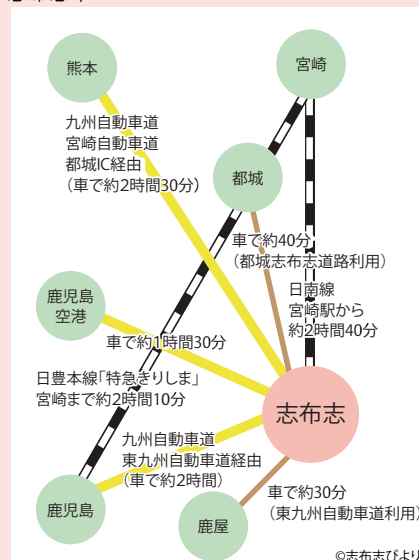 熊本
宮崎
九州自動車道
宮崎自動車道
都城IC経由
（車で約2時間30分）
都城
車で約40分
（都城志布志道路利用）
鹿児島
空港
日南線
宮崎駅から
約2時間40分
車で約1時間30分
日豊本線「特急きりしま」
宮崎まで約2時間10分
志布志
九州自動車道
東九州自動車道経由
（車で約2時間）
鹿児島
車で約30分
（東九州自動車道利用）
鹿屋
©志布志びより